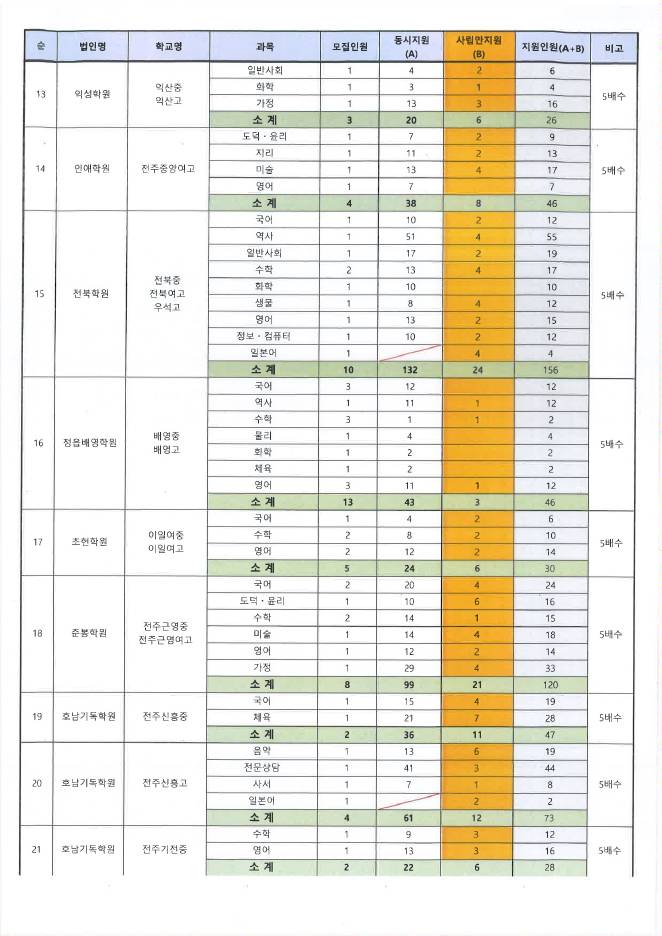 순 법인명 학교명 과목 모집인원 동시지원(A) 사립만지원(B) 지원인원(A+B) 비고
13 익성학원 익산중 익산고 5배수
일반사회 1 4 2 6
화학 1 3 1 4
가정 1 13 3 16
소 계 3 20 6 26
14 인애학원 전주중앙여고 5배수
도덕·윤리 1 7 2 9
지리 1 11 2 13
미술 1 13 4 17
영어 1 7 7
소 계 4 38 8 46
15 전북학원 전북중 전북여고 우석고 5배수
국어 1 10 2 12
역사 1 51 4 55
일반사회 1 17 2 19
수학 2 13 4 17
화학 1 10 10
생물 1 8 4 12
영어 1 13 2 15
정보·컴퓨터 1 10 2 12
일본어 1 4 4
소 계 10 132 24 156
16 정읍배영학원 배영중 배영고 5배수
국어 3 12 12
역사 1 11 1 12
수학 3 1 1 2
물리 1 4 4
화학 1 2 2
체육 1 2 2
영어 3 11 1 12
소 계 13 43 3 46
17 조현학원 이일여중 이일여고 5배수
국어 1 4 2 6
수학 2 8 2 10
영어 2 12 2 14
소 계 5 24 6 30
18 준봉학원 전주근영중 전주근영여고 5배수
국어 2 20 4 24
도덕·윤리 1 10 6 16
수학 2 14 1 15
미술 1 14 4 18
영어 1 12 2 14
가정 1 29 4 33
소 계 8 99 21 120
19 호남기독학원 전주신흥중 5배수
국어 1 15 4 19
체육 1 21 7 28
소 계 2 36 11 47
20 호남기독학원 전주신흥고 5배수
음악 1 13 6 19
전문상담 1 41 3 44
사서 1 7 1 8
일본어 1 2 2
소 계 4 61 12 73
21 호남기독학원 전주기전중 5배수
수학 1 9 3 12
영어 1 13 3 16
소 계 2 22 6 28